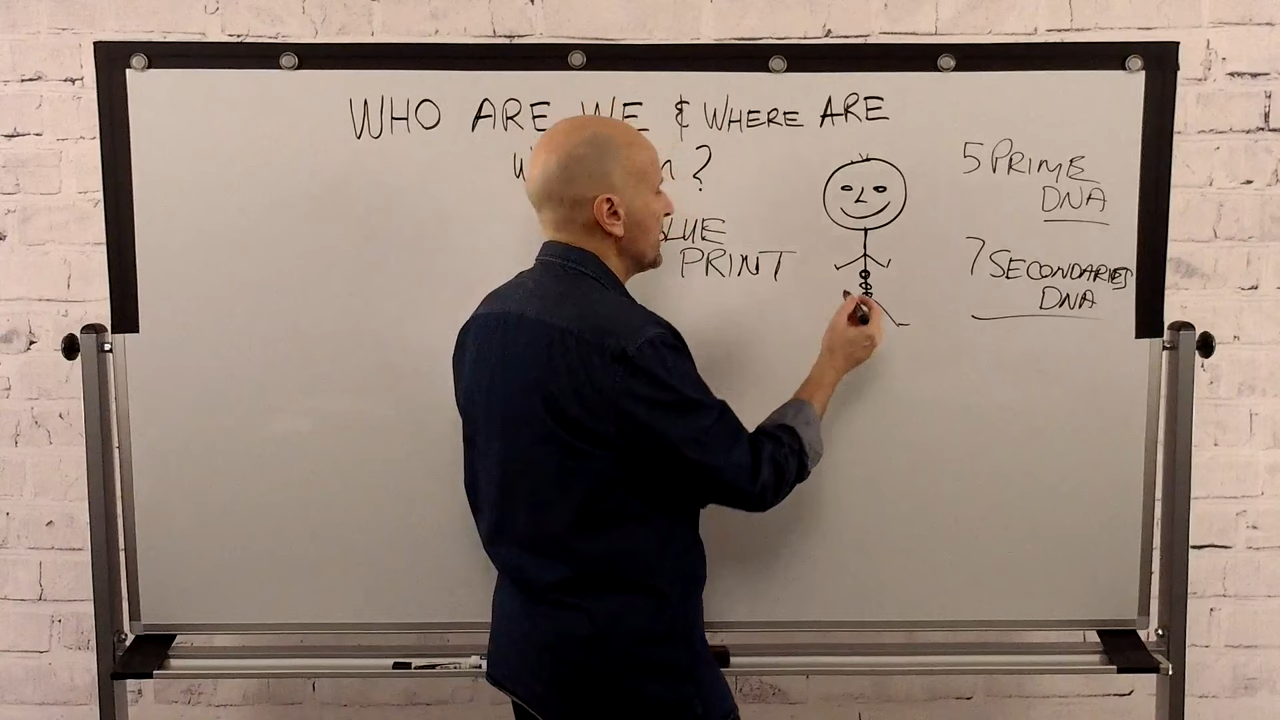 WHO ARE WE & WHERE ARE
?
PRINT
5 PRIME
DNA
7 SECONDARIES
DNA